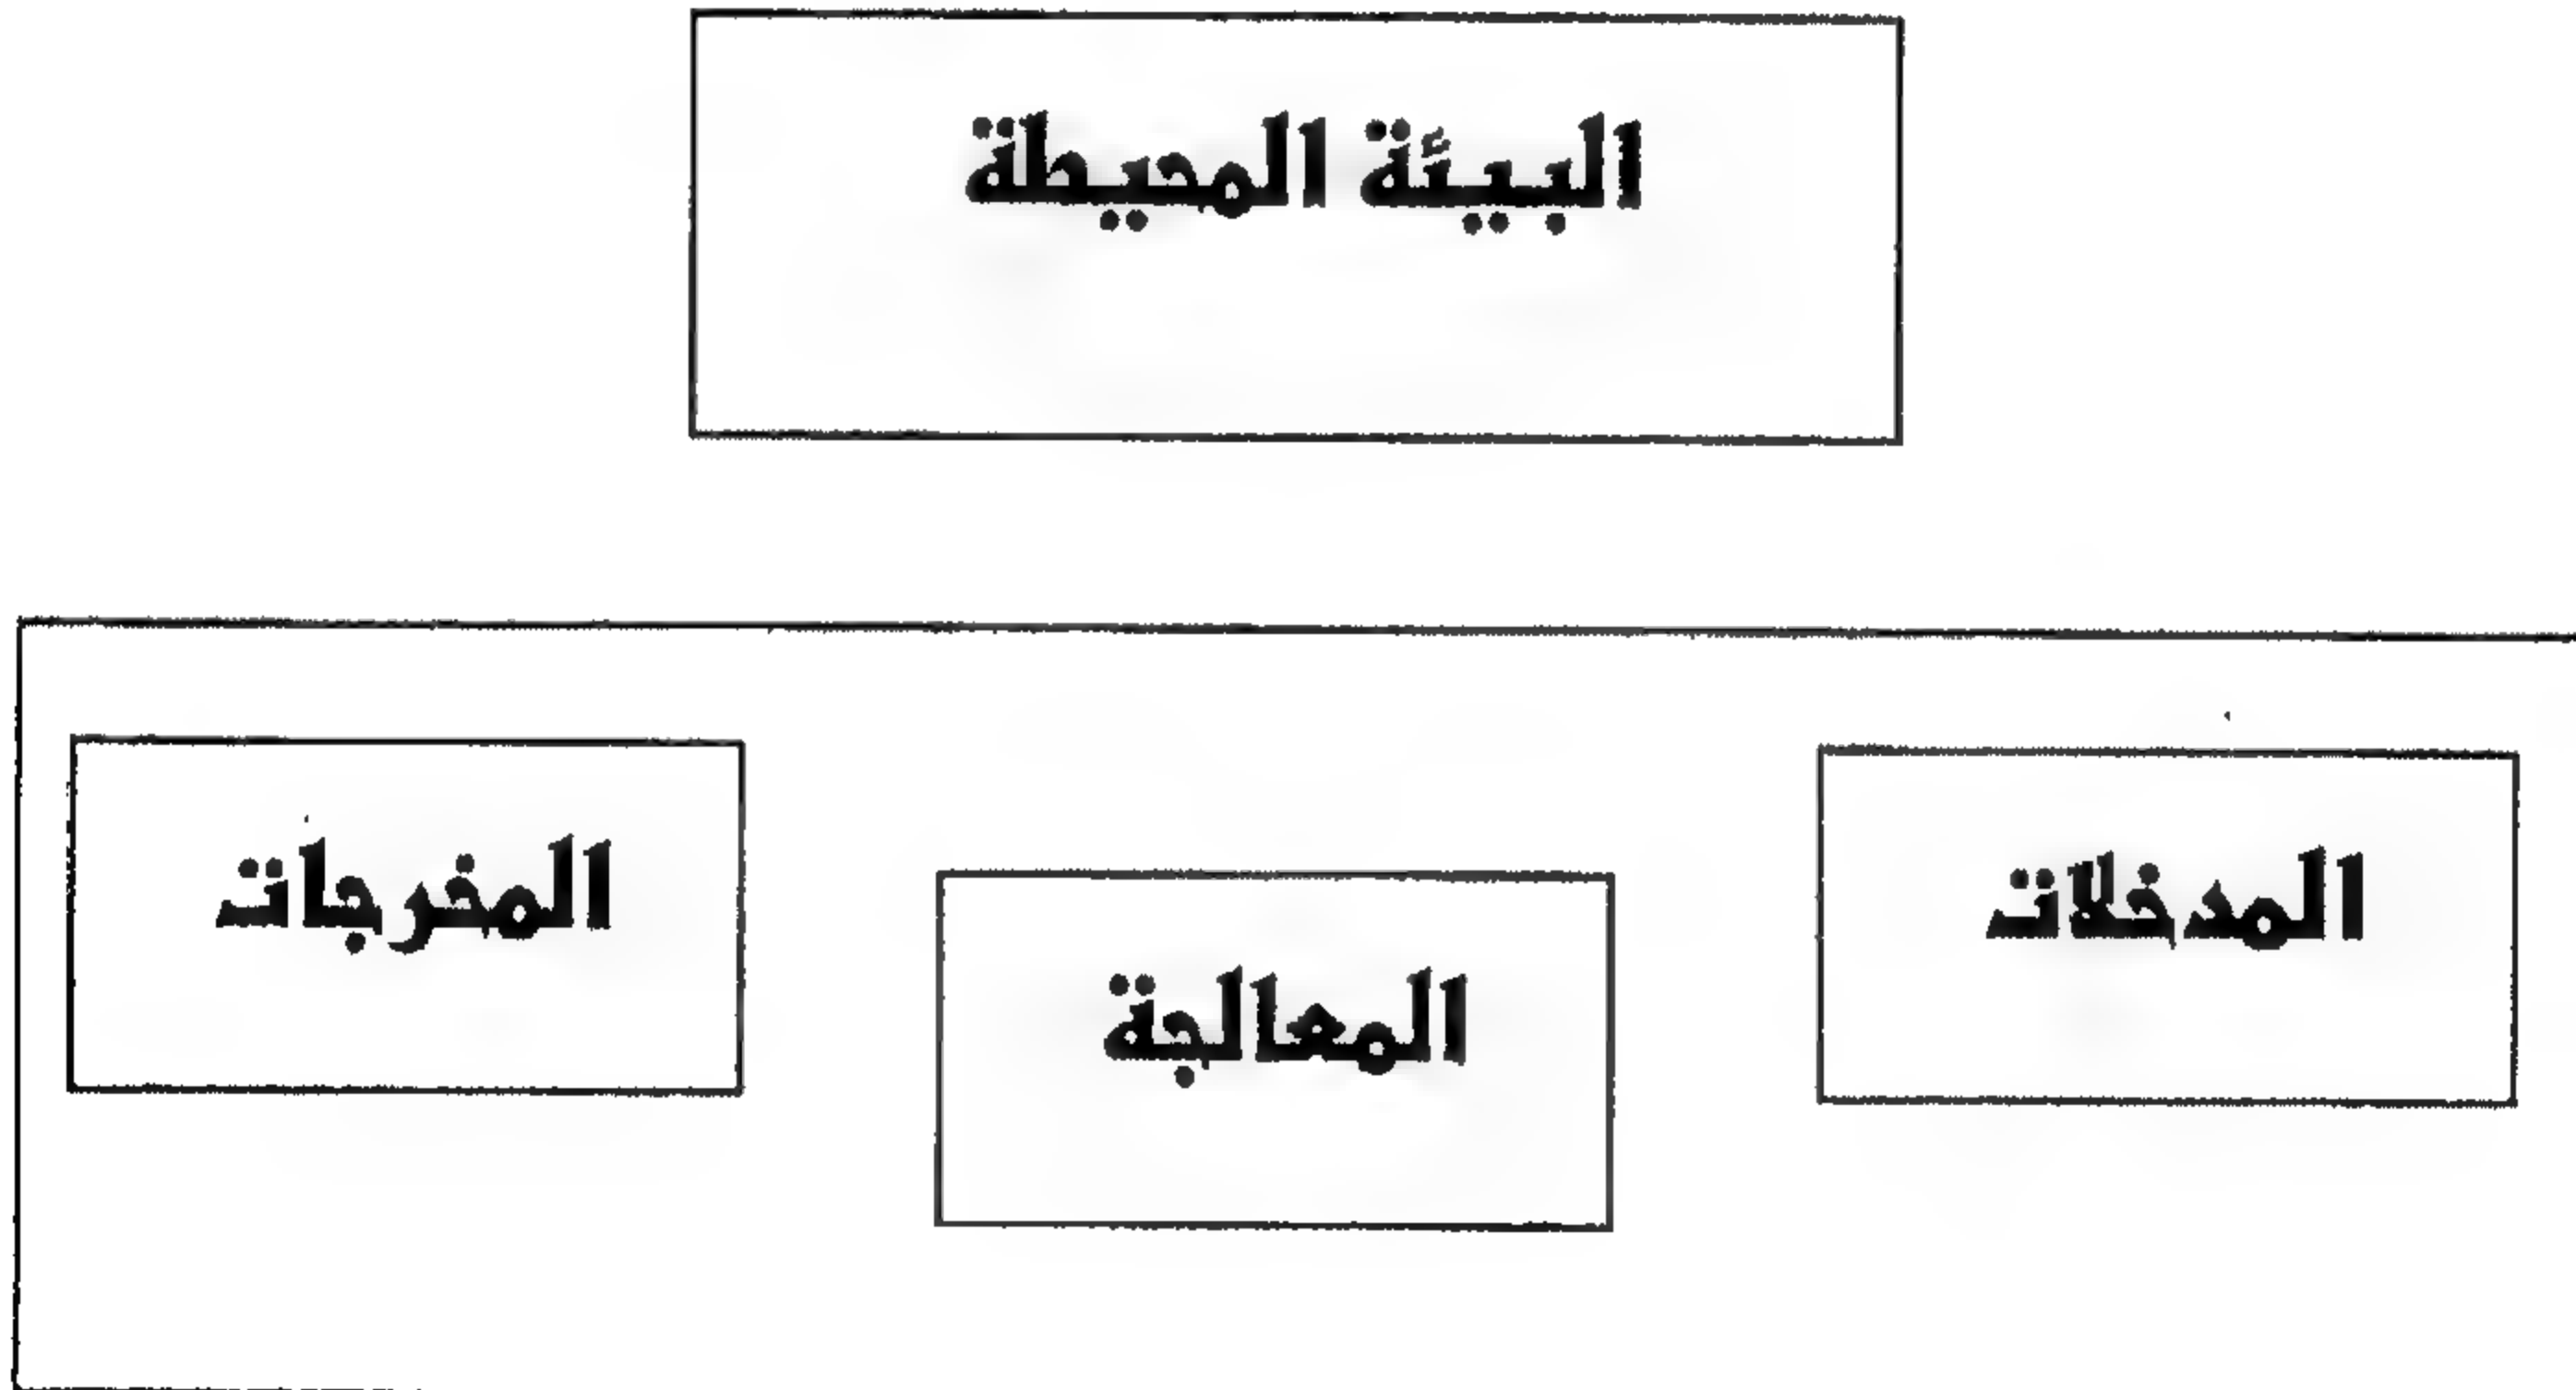 البيئة المحيطة
المدخلات
المعالجة
المخرجات